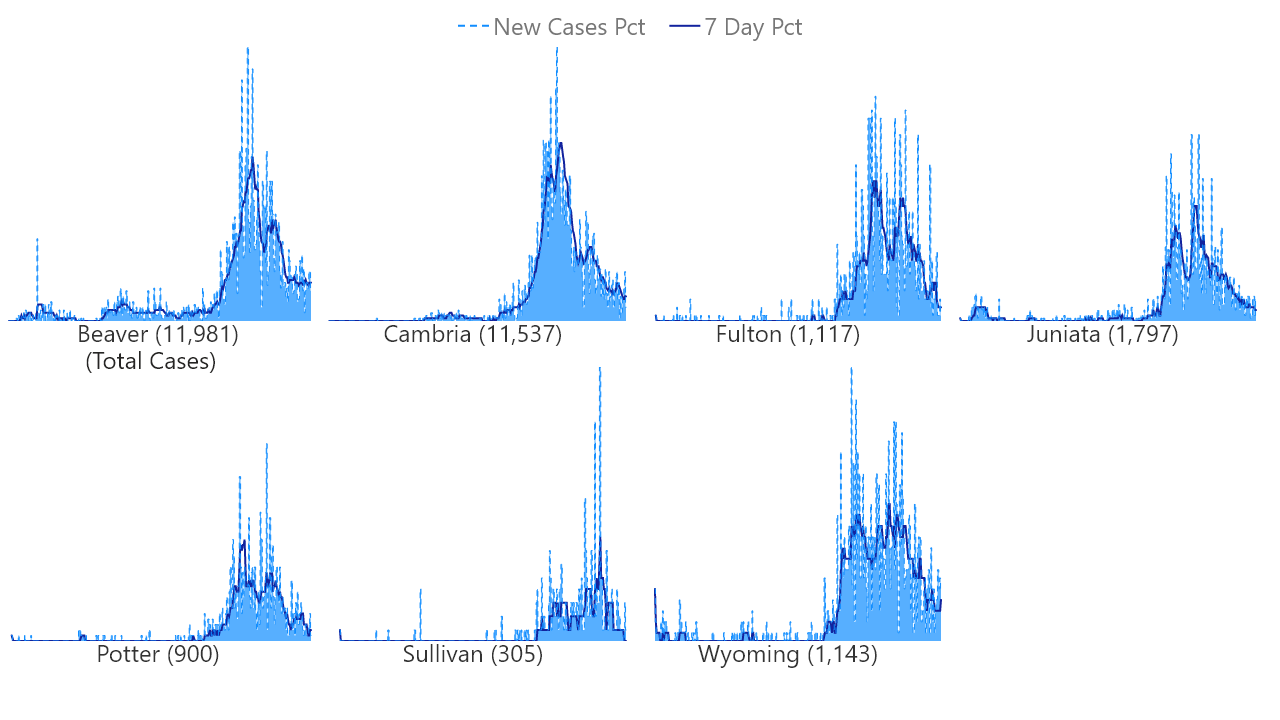 New Cases Pct 7 Day Pct
Beaver (11,981) Cambria (11,537) Fulton (1,117) Juniata (1,797)
(Total Cases)
Potter (900) Sullivan (305) Wyoming (1,143)